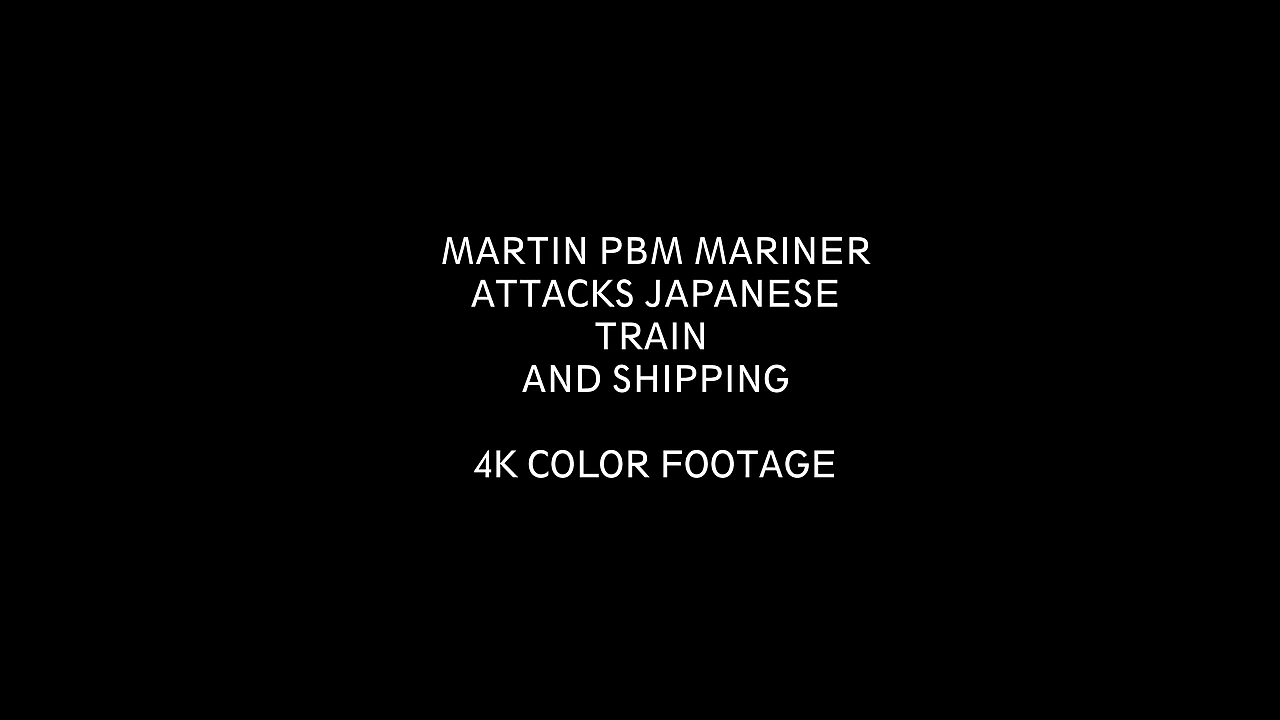 MARTIN PBM MARINER
ATTACKS JAPANESE
TRAIN
AND SHIPPING
4K COLOR FOOTAGE